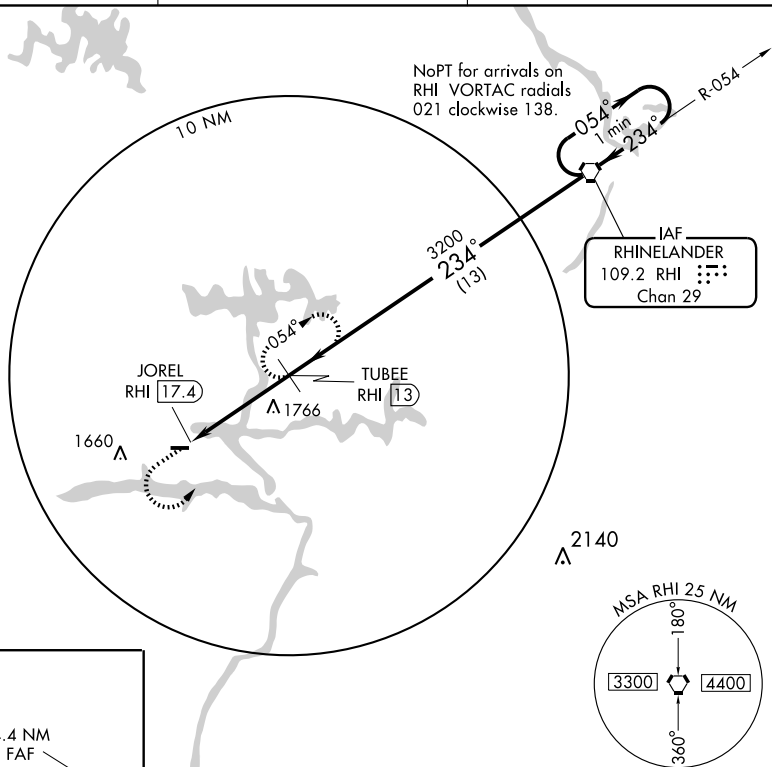 NoPT for arrivals on
RHI VORTAC radials
021 clockwise 138.
R-054
054°
1 min
234°
10 NM
IAF
RHINELANDER
109.2 RHI
Chan 29
3200
234°
(13)
054°
JOREL
RHI 17.4
TUBEE
RHI 13
1766
1660
2140
MSA RHI 25 NM
180°
3300
4400
360°
.4 NM
FAF